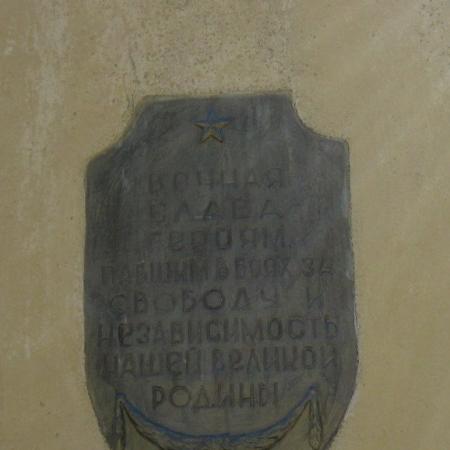 ВЕЧНАЯ
СЛАВА
ГЕРОЯМ
ПАВШИМ В БОЯХ ЗА
СВОБОДУ И
НЕЗАВИСИМОСТЬ
НАШЕЙ ВЕЛИКОЙ
РОДИНЫ